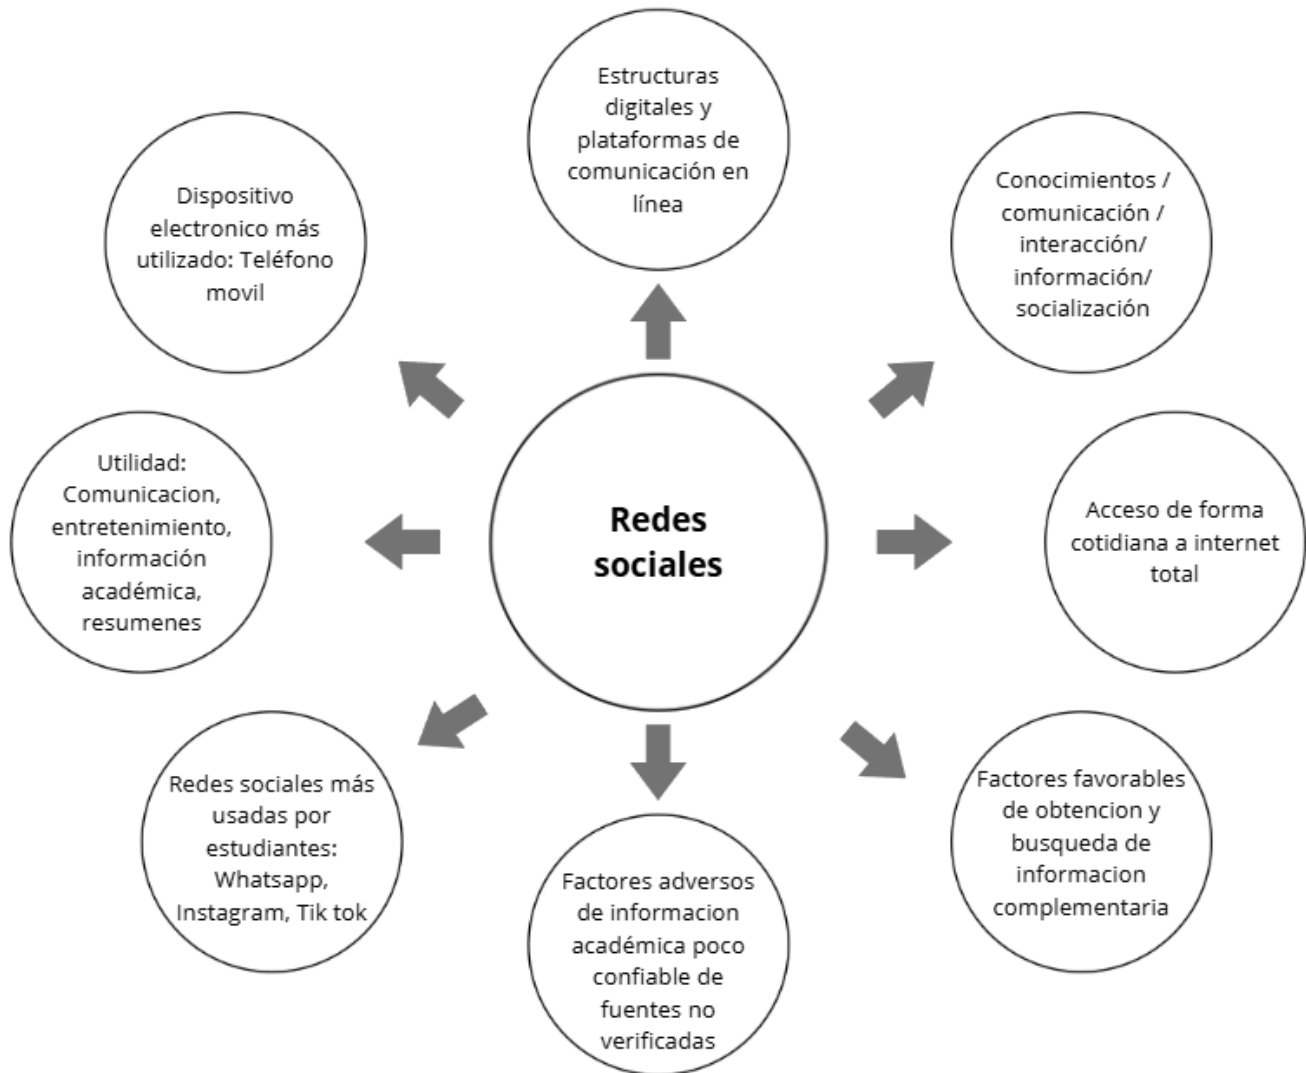 Estructuras
digitales y
plataformas de
comunicación en
línea
Conocimientos /
comunicación /
interacción/
información/
socialización
Acceso de forma
cotidiana a internet
total
Factores favorables
de obtencion y
busqueda de
informacion
complementaria
Factores adversos
de informacion
académica poco
confiable de
fuentes no
verificadas
Redes sociales más
usadas por
estudiantes:
Whatsapp,
Instagram, Tik tok
Utilidad:
Comunicacion,
entretenimiento,
información
académica,
resumenes
Dispositivo
electronico más
utilizado: Teléfono
movil
Redes
sociales